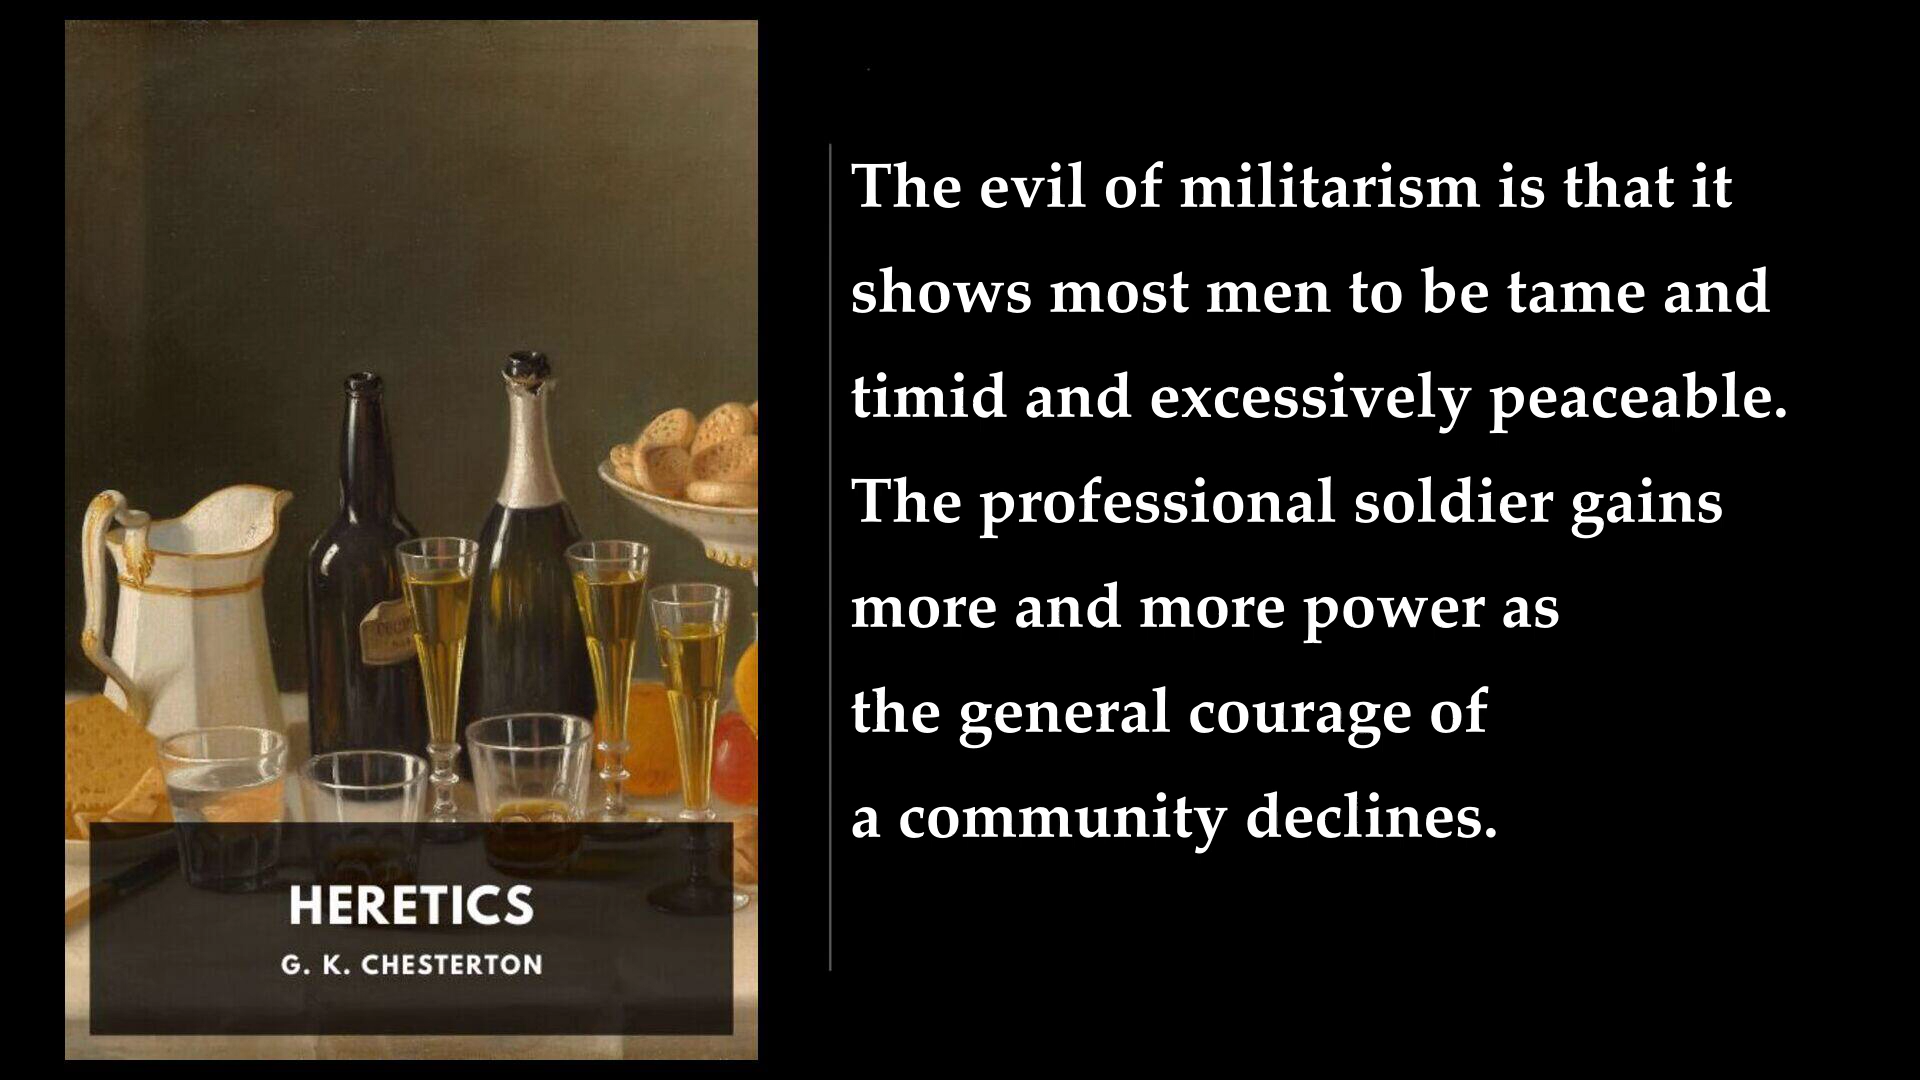 HERETICS
G. K. CHESTERTON
The evil of militarism is that it
shows most men to be tame and
timid and excessively peaceable.
The professional soldier gains
more and more power as
the general courage of
a community declines.